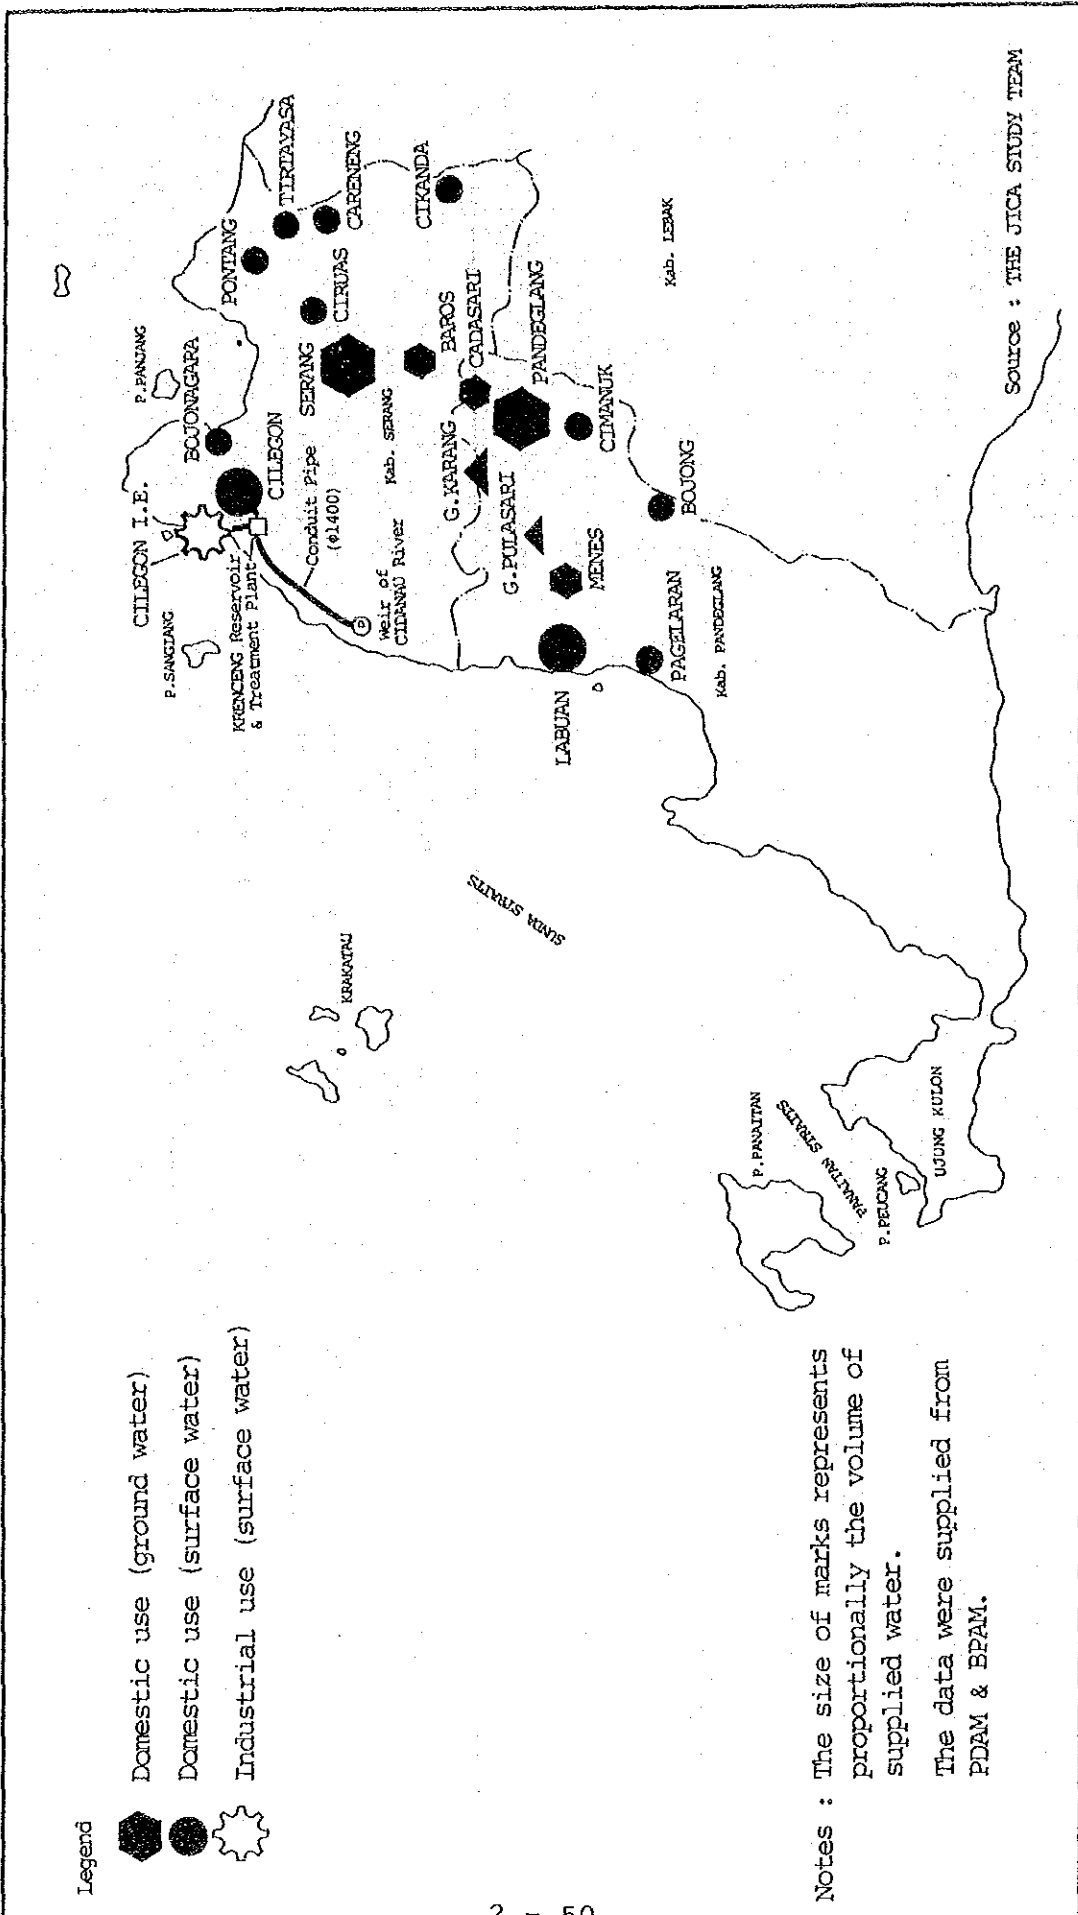 Legend
Domestic use (ground water)
Domestic use (surface water)
Industrial use (surface water)
Notes : The size of marks represents
proportionally the volume of
supplied water.
The data were supplied from
PDAM & BPAM.
P.PANJANG
BOJONAGARA
PONTANG
TIRTAYASA
CARENENG
CIKANDA
CIRUAS
SERANG
CILEGON
CILEGON I.E.
P.SANGIANG
KRENCENG Reservoir
& Treatment Plant
Conduit Pipe
(ø1400)
P
Weir of
CIDANAU River
Kab. SERANG
BAROS
CADASARI
PANDEGLANG
G.KARANG
G.PULASARI
CIMANUK
MENES
BOJONG
LABUAN
PAGELARAN
Kab. PANDEGLANG
Kab. LEBAK
SUNDA STRAITS
KRAKATAU
P.PANAITAN
PANAITAN STRAITS
P.PEUCANG
UJUNG KULON
Source : THE JICA STUDY TEAM
2 - 50